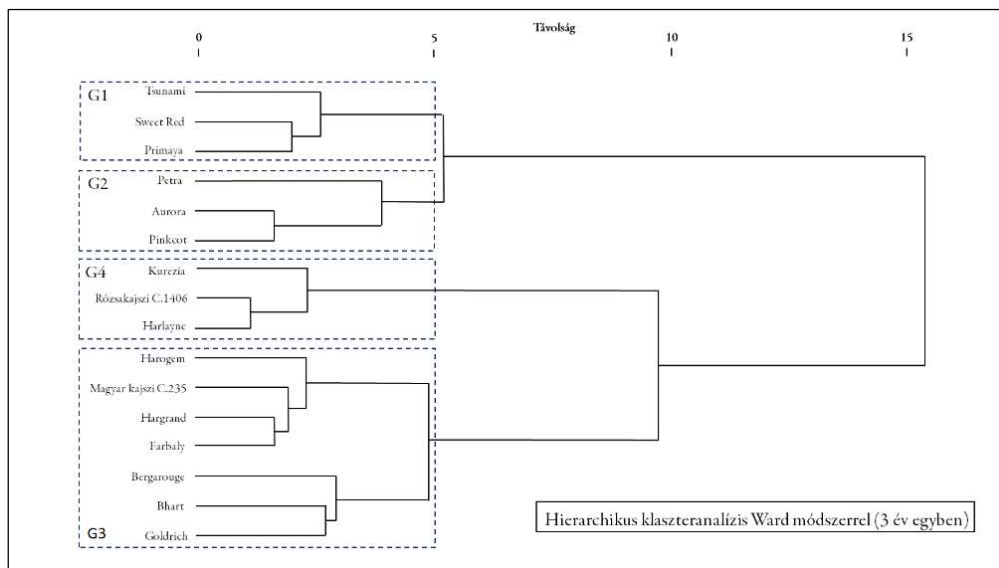 Távolság
0 5 10 15
G1
Tsunami
Sweet Red
Primaya
G2
Petra
Aurora
Pinkcot
G4
Kurezia
Rózsakajszi C.1406
Harlayne
Harogem
Magyar kajszi C.235
Hargrand
Farbaly
Bergarouge
Bhart
G3
Goldrich
Hierarchikus klaszteranalízis Ward módszerrel (3 év egyben)